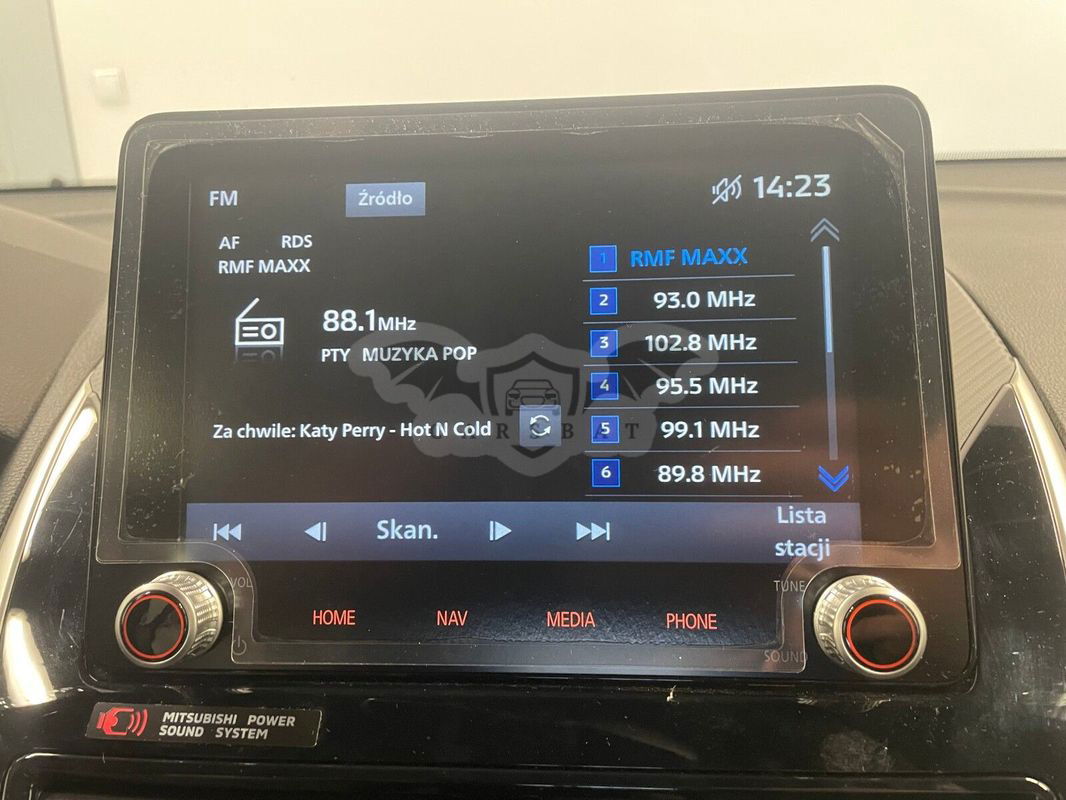 FM
Źródło
14:23
AF RDS
RMF MAXX
88.1MHz
PTY MUZYKA POP
Za chwile: Katy Perry - Hot N Cold
1 RMF MAXX
2 93.0 MHz
3 102.8 MHz
4 95.5 MHz
5 99.1 MHz
6 89.8 MHz
CARSBAT
Skan.
Lista
stacji
VOL
TUNE
HOME NAV MEDIA PHONE
SOUND
MITSUBISHI POWER
SOUND SYSTEM